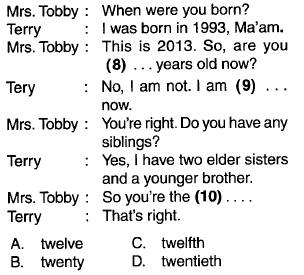 Mrs. Tobby : When were you born?
Terry : I was born in 1993, Ma'am.
Mrs. Tobby : This is 2013. So, are you
(8) ... years old now?
Tery : No, I am not. I am (9) ...
now.
Mrs. Tobby : You're right. Do you have any
siblings?
Terry : Yes, I have two elder sisters
and a younger brother.
Mrs. Tobby : So you're the (10) ....
Terry : That's right.
A. twelve C. twelfth
B. twenty D. twentieth